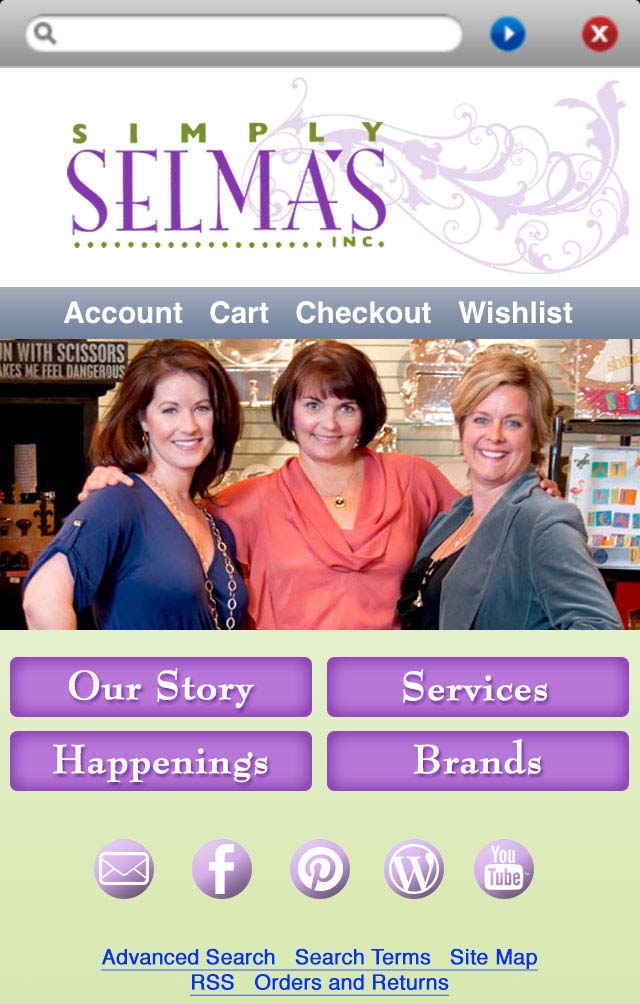 SIMPLY
SELMA'S
INC.
Account Cart Checkout Wishlist
UN WITH SCISSORS
AKES ME FEEL DANGEROUS
Our Story Services
Happenings Brands
You
Tube
Advanced Search Search Terms Site Map
RSS Orders and Returns